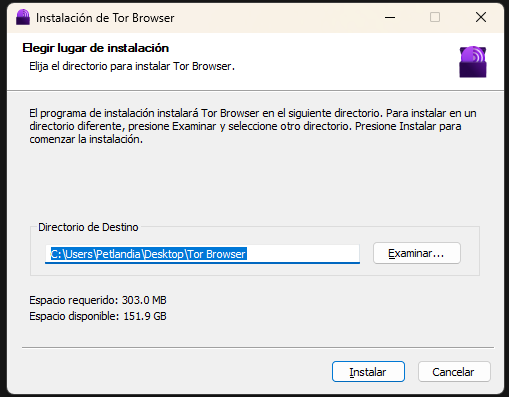 Instalación de Tor Browser
Elegir lugar de instalación
Elija el directorio para instalar Tor Browser.
El programa de instalación instalará Tor Browser en el siguiente directorio. Para instalar en un
directorio diferente, presione Examinar y seleccione otro directorio. Presione Instalar para
comenzar la instalación.
Directorio de Destino
C:\Users\Petlandia\Desktop\Tor Browser
Examinar...
Espacio requerido: 303.0 MB
Espacio disponible: 151.9 GB
Instalar
Cancelar